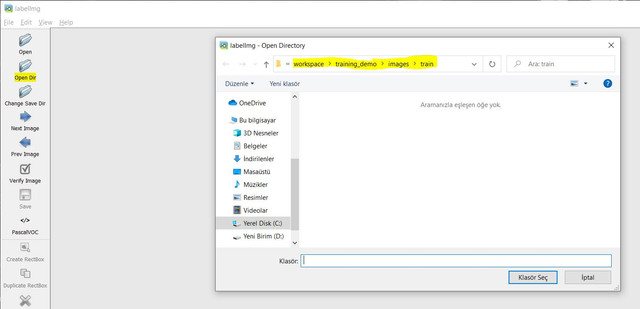 labelImg
File Edit View Help
Open
Open Dir
Change Save Dir
Next Image
Prev Image
Verify Image
Save
</>
PascalVOC
Create RectBox
Duplicate RectBox
labelImg - Open Directory
« workspace > training_demo > images > train
Ara: train
Düzenle
Yeni klasör
OneDrive
Bu bilgisayar
3D Nesneler
Belgeler
İndirilenler
Masaüstü
Müzikler
Resimler
Videolar
Yerel Disk (C:)
Yeni Birim (D:)
Aramanızla eşleşen öğe yok.
Klasör:
Klasör Seç
İptal